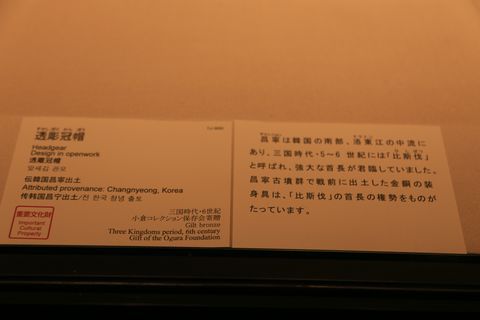 透彫冠帽
Headgear
Design in openwork
透雕冠帽
맞새김 관모
伝韓国昌寧出土
Attributed provenance: Changnyeong, Korea
传韩国昌宁出土/전 한국 창녕 출토
重要文化財
Important
Cultural
Property
三国時代・6世紀
小倉コレクション保存会寄贈
Gilt bronze
Three Kingdoms period, 6th century
Gift of the Ogura Foundation
昌寧は韓国の南部、洛東江の中流に
あり、三国時代・5～6 世紀には「比斯伐」
と呼ばれ、強大な首長が君臨していました。
昌寧古墳群で戦前に出土した金銅の装
身具は、「比斯伐」の首長の権勢をものが
たっています。